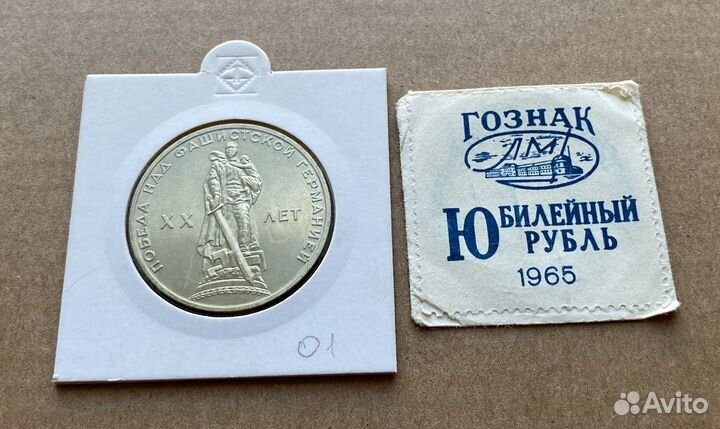 ПОБЕДА НАД ФАШИСТСКОЙ ГЕРМАНИЕЙ
XX ЛЕТ
01
ГОЗНАК
ЛМД
ЮБИЛЕЙНЫЙ
РУБЛЬ
1965
Avito